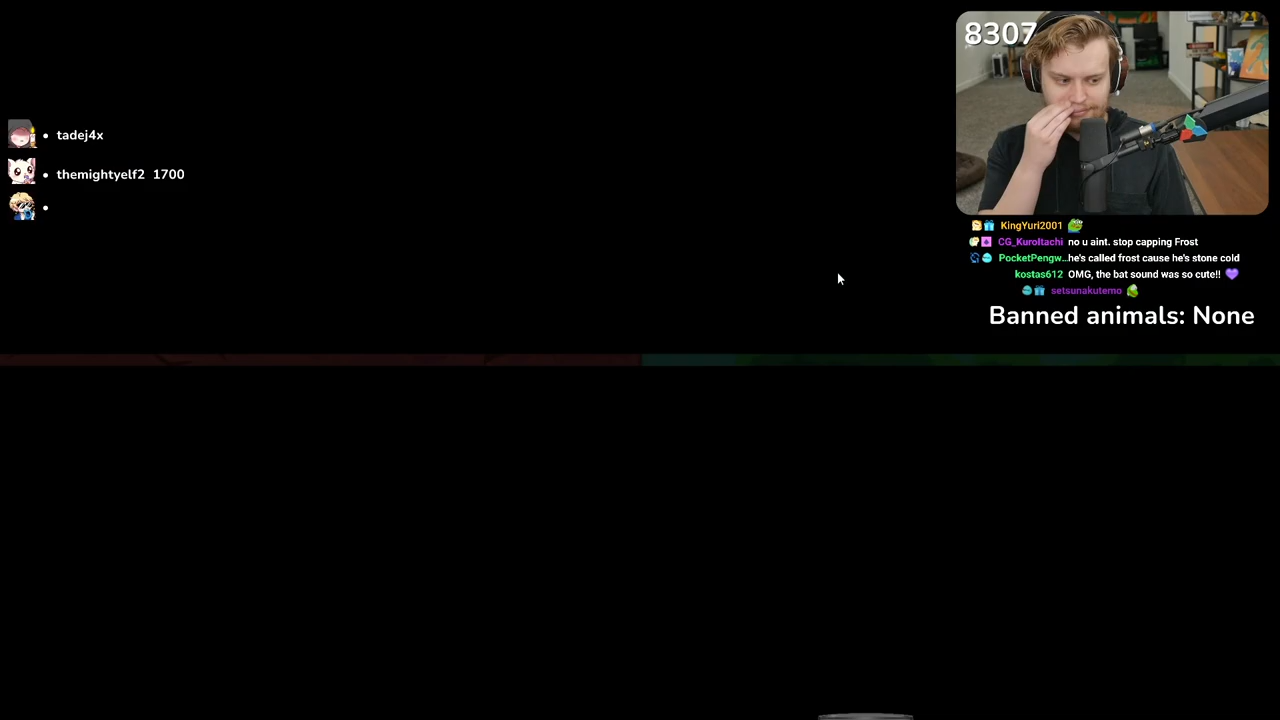 8307
tadej4x
themightyelf2 1700
KingYuri2001
CG_KuroItachi no u aint. stop capping Frost
PocketPengw... he's called frost cause he's stone cold
kostas612 OMG, the bat sound was so cute!!
setsunakutemo
Banned animals: None